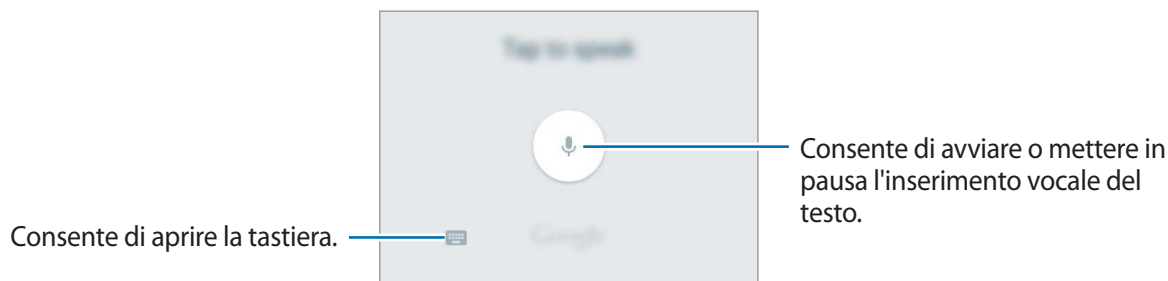 Tap to speak
Consente di avviare o mettere in
pausa l'inserimento vocale del
testo.
Consente di aprire la tastiera.
Google